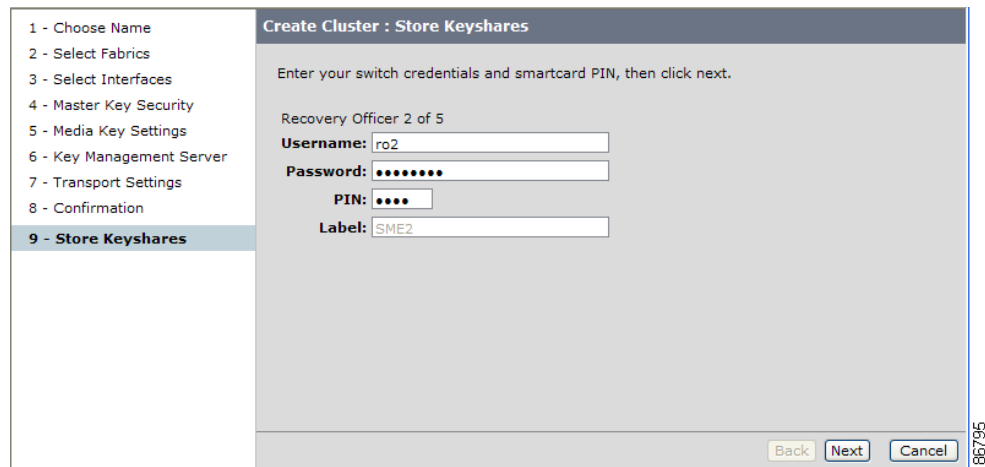 1 - Choose Name
2 - Select Fabrics
3 - Select Interfaces
4 - Master Key Security
5 - Media Key Settings
6 - Key Management Server
7 - Transport Settings
8 - Confirmation
9 - Store Keyshares
Create Cluster : Store Keyshares
Enter your switch credentials and smartcard PIN, then click next.
Recovery Officer 2 of 5
Username: ro2
Password: ••••••••
PIN: ••••
Label: SME2
Back Next Cancel
86795